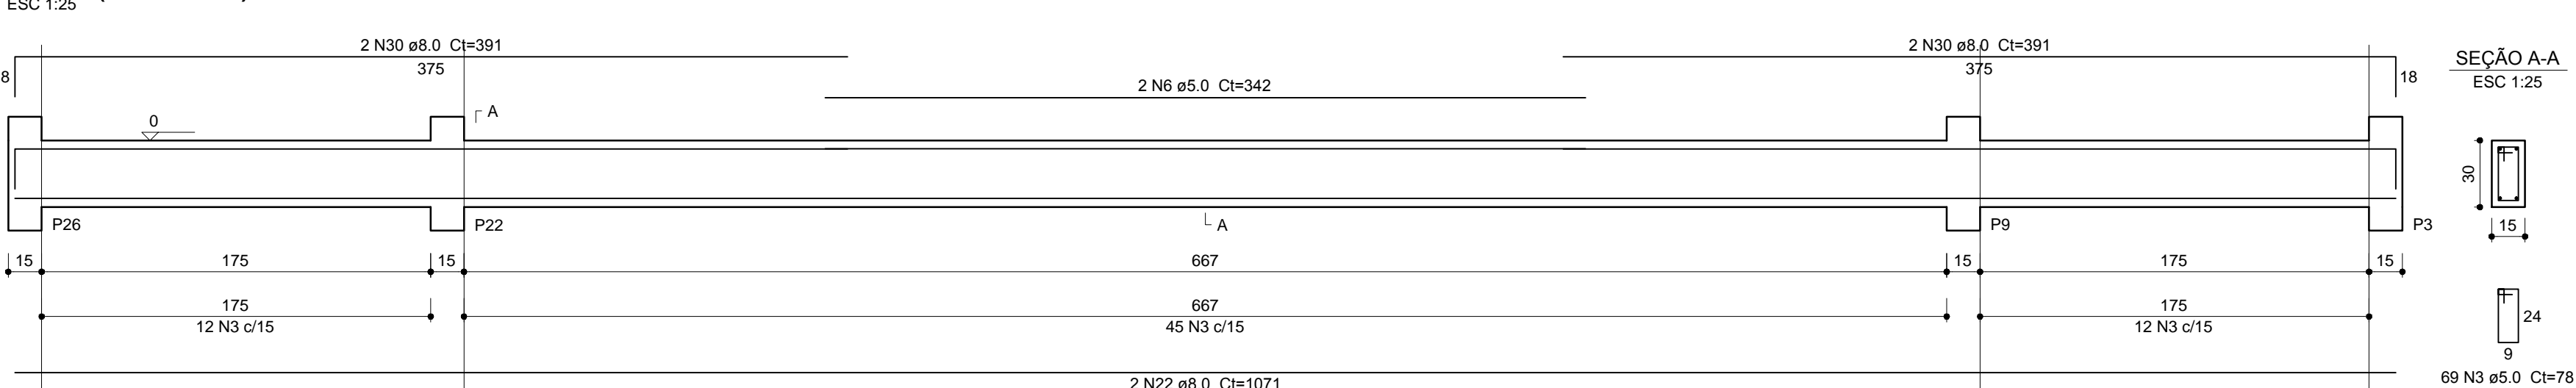 ESC 1:25
2 N30 ø8.0 Ct=391
2 N30 ø8.0 Ct=391
SEÇÃO A-A
ESC 1:25
8
375
375
18
2 N6 ø5.0 Ct=342
A
0
30
P26
P22
A
P9
P3
15
15
175
15
667
15
175
15
175
667
175
12 N3 c/15
45 N3 c/15
12 N3 c/15
24
9
2 N22 ø8.0 Ct=1071
69 N3 ø5.0 Ct=78